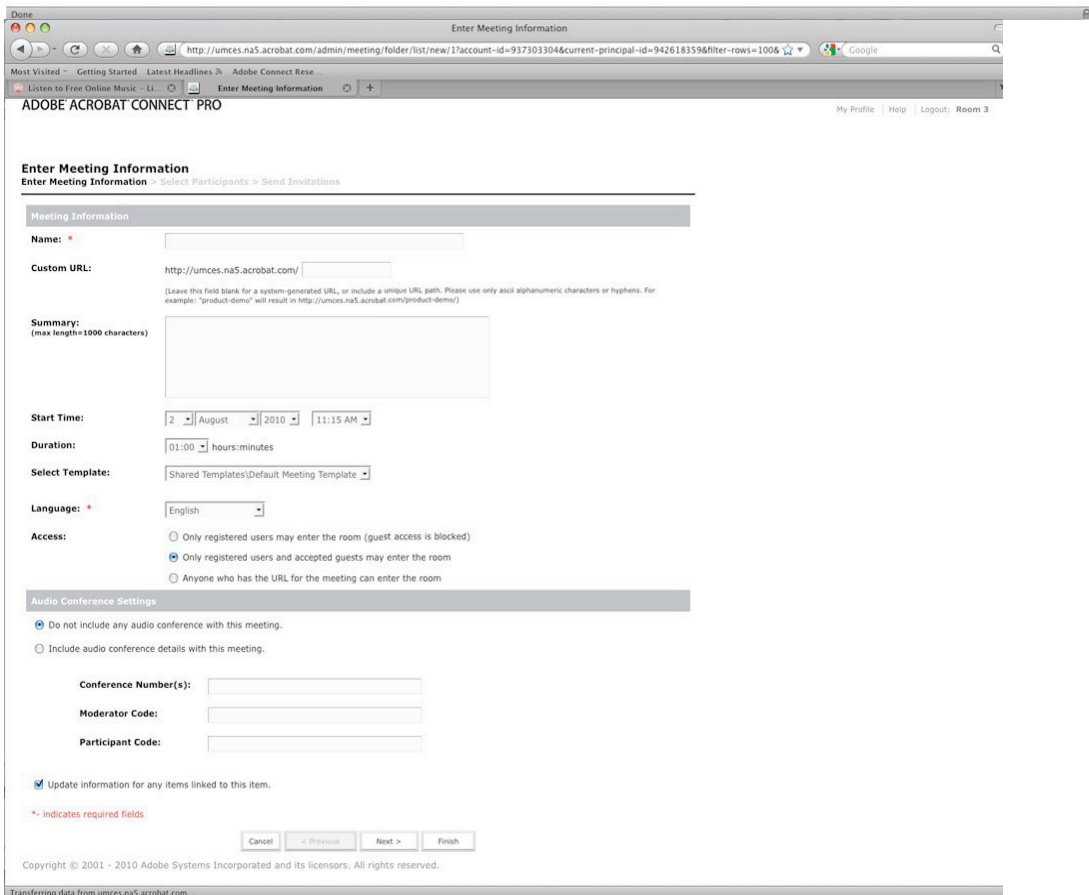 Done
Enter Meeting Information
http://umces.na5.acrobat.com/admin/meeting/folder/list/new/1?account-id=937303304&current-principal-id=942618359&filter-rows=100&
Google
Most Visited Getting Started Latest Headlines Adobe Connect Rese...
Listen to Free Online Music - Li... Enter Meeting Information +
ADOBE ACROBAT CONNECT PRO
My Profile | Help | Logout: Room 3
Enter Meeting Information
Enter Meeting Information > Select Participants > Send Invitations
Meeting Information
Name: *
Custom URL: http://umces.na5.acrobat.com/
(Leave this field blank for a system-generated URL, or include a unique URL path. Please use only ascii alphanumeric characters or hyphens. For
example: "product-demo" will result in http://umces.na5.acrobat.com/product-demo/)
Summary:
(max length=1000 characters)
Start Time: 2 August 2010 11:15 AM
Duration: 01:00 hours:minutes
Select Template: Shared Templates\Default Meeting Template
Language: * English
Access: Only registered users may enter the room (guest access is blocked)
Only registered users and accepted guests may enter the room
Anyone who has the URL for the meeting can enter the room
Audio Conference Settings
Do not include any audio conference with this meeting.
Include audio conference details with this meeting.
Conference Number(s):
Moderator Code:
Participant Code:
Update information for any items linked to this item.
*- indicates required fields
Cancel < Previous Next > Finish
Copyright © 2001 - 2010 Adobe Systems Incorporated and its licensors. All rights reserved.
Transferring data from umces.na5.acrobat.com